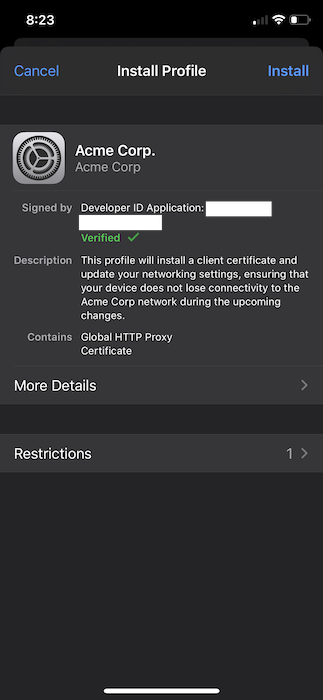 8:23
Cancel
Install Profile
Install
Acme Corp.
Acme Corp
Signed by
Developer ID Application:
Verified
Description
This profile will install a client certificate and
update your networking settings, ensuring that
your device does not lose connectivity to the
Acme Corp network during the upcoming
changes.
Contains
Global HTTP Proxy
Certificate
More Details
Restrictions
1